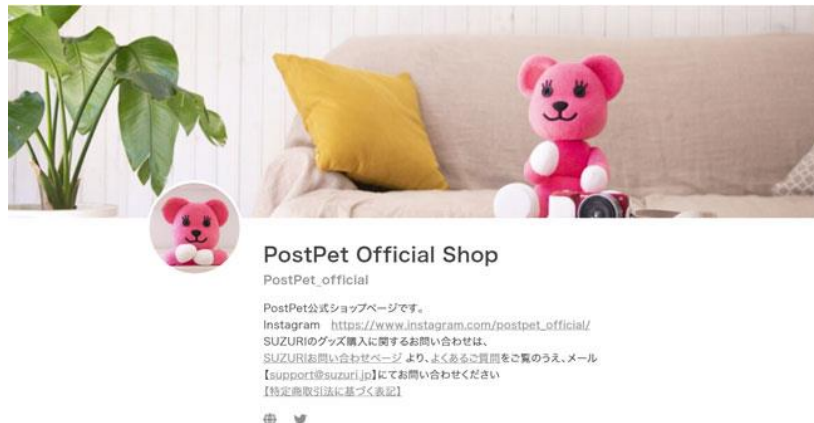 PostPet Official Shop
PostPet_official
PostPet公式ショップページです。
Instagram　https://www.instagram.com/postpet_official/
SUZURIのグッズ購入に関するお問い合わせは、
SUZURIお問い合わせページ より、よくあるご質問をご覧のうえ、メール
【support@suzuri.jp】にてお問い合わせください
【特定商取引法に基づく表記】